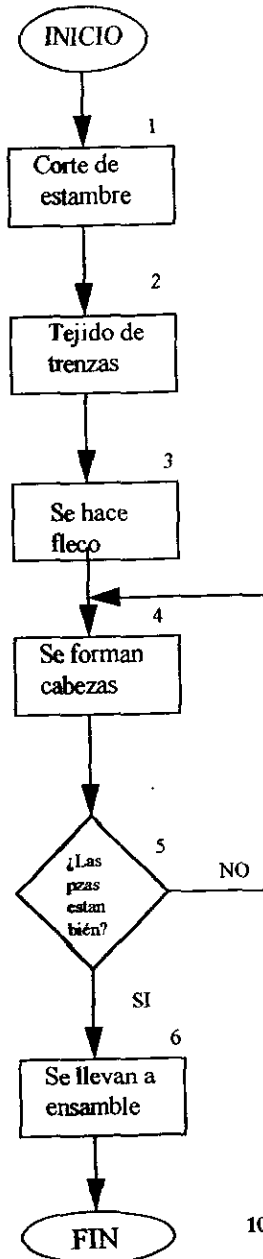 INICIO
1
Corte de
estambre
2
Tejido de
trenzas
3
Se hace
fleco
4
Se forman
cabezas
5
¿Las
pzas
estan
bién?
NO
SI
6
Se llevan a
ensamble
FIN
10